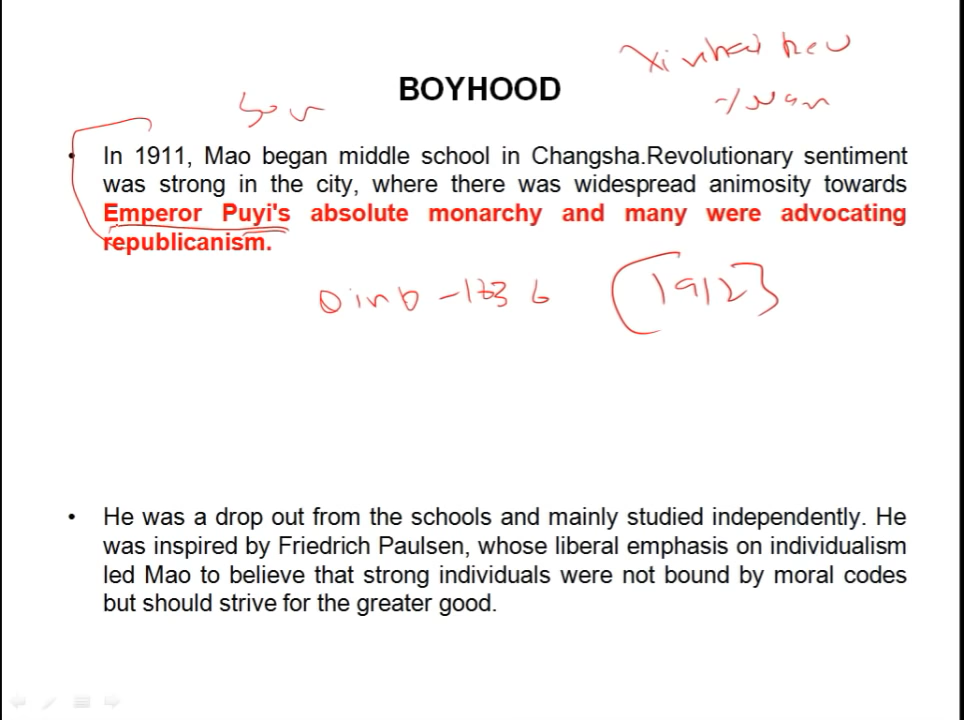 Xinhai Rev
BOYHOOD
• In 1911, Mao began middle school in Changsha.Revolutionary sentiment
was strong in the city, where there was widespread animosity towards
Emperor Puyi's absolute monarchy and many were advocating
republicanism.
1912
• He was a drop out from the schools and mainly studied independently. He
was inspired by Friedrich Paulsen, whose liberal emphasis on individualism
led Mao to believe that strong individuals were not bound by moral codes
but should strive for the greater good.